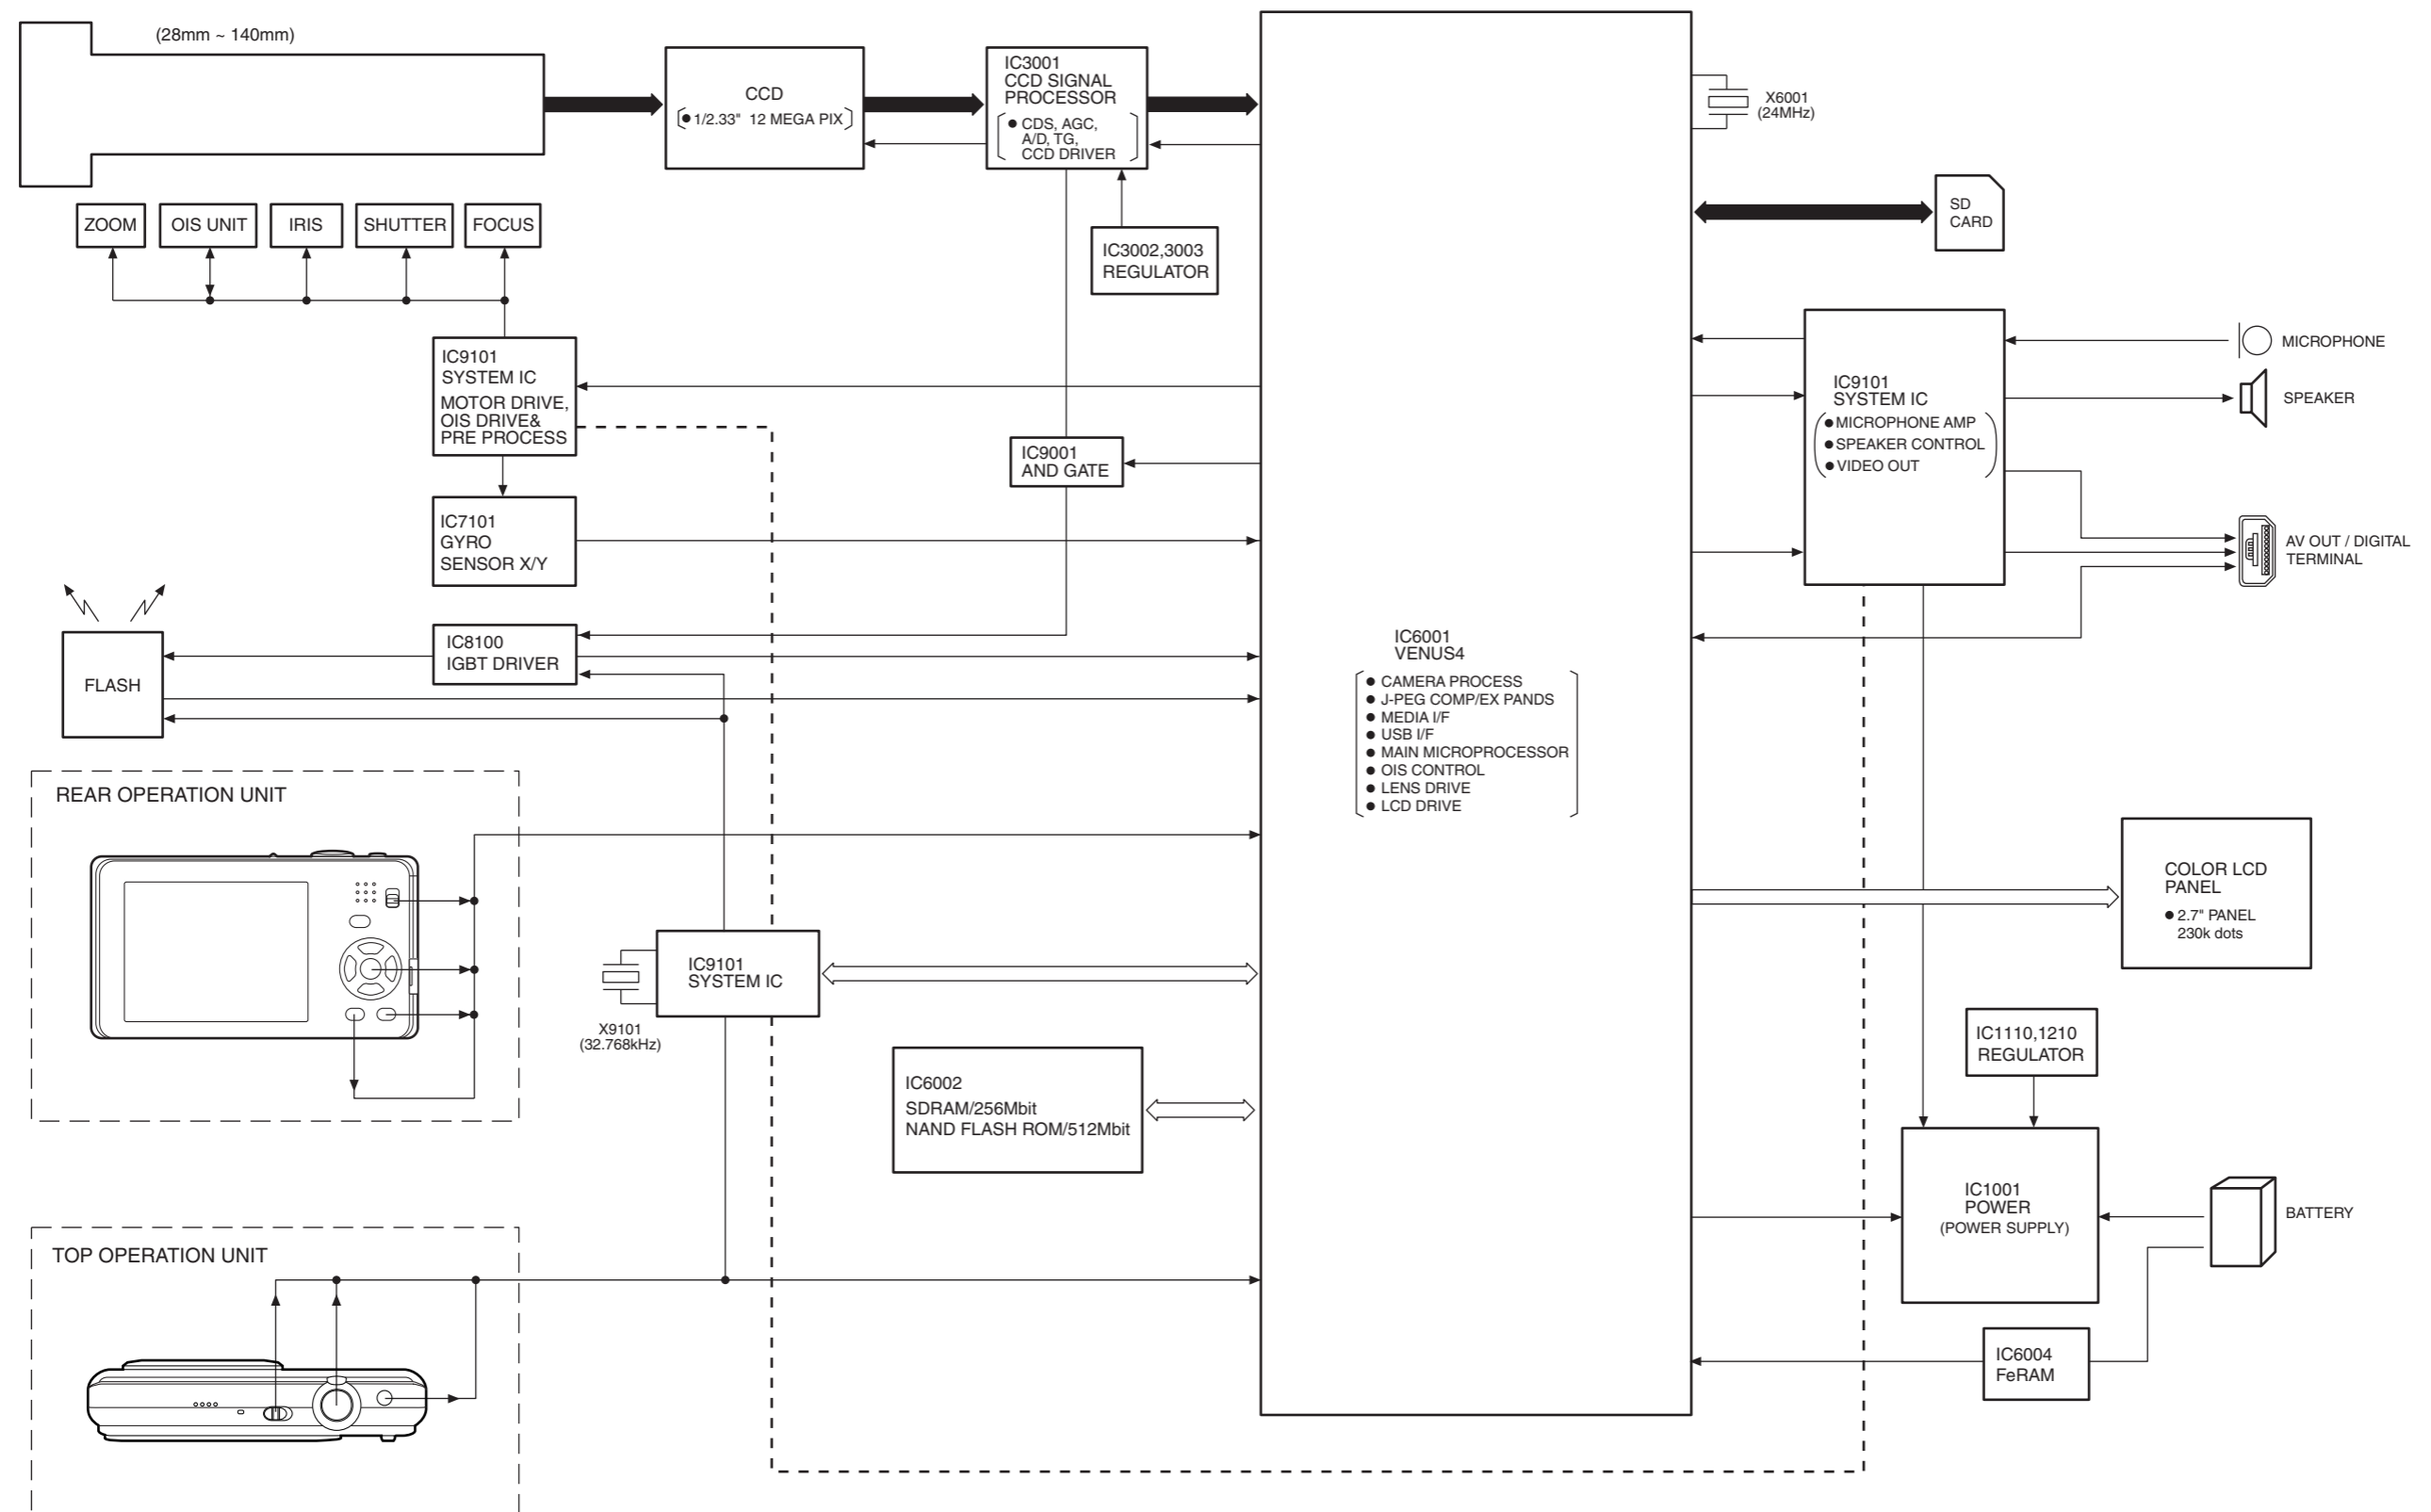 (28mm ~ 140mm)
CCD
● 1/2.33" 12 MEGA PIX
IC3001
CCD SIGNAL
PROCESSOR
● CDS, AGC,
A/D, TG,
CCD DRIVER
X6001
(24MHz)
SD
CARD
ZOOM
OIS UNIT
IRIS
SHUTTER
FOCUS
IC3002,3003
REGULATOR
IC9101
SYSTEM IC
MOTOR DRIVE,
OIS DRIVE&
PRE PROCESS
IC9101
SYSTEM IC
● MICROPHONE AMP
● SPEAKER CONTROL
● VIDEO OUT
MICROPHONE
SPEAKER
IC9001
AND GATE
IC7101
GYRO
SENSOR X/Y
AV OUT / DIGITAL
TERMINAL
FLASH
IC8100
IGBT DRIVER
IC6001
VENUS4
● CAMERA PROCESS
● J-PEG COMP/EX PANDS
● MEDIA I/F
● USB I/F
● MAIN MICROPROCESSOR
● OIS CONTROL
● LENS DRIVE
● LCD DRIVE
REAR OPERATION UNIT
COLOR LCD
PANEL
● 2.7" PANEL
230k dots
IC9101
SYSTEM IC
X9101
(32.768kHz)
IC1110,1210
REGULATOR
IC6002
SDRAM/256Mbit
NAND FLASH ROM/512Mbit
IC1001
POWER
(POWER SUPPLY)
BATTERY
TOP OPERATION UNIT
IC6004
FeRAM